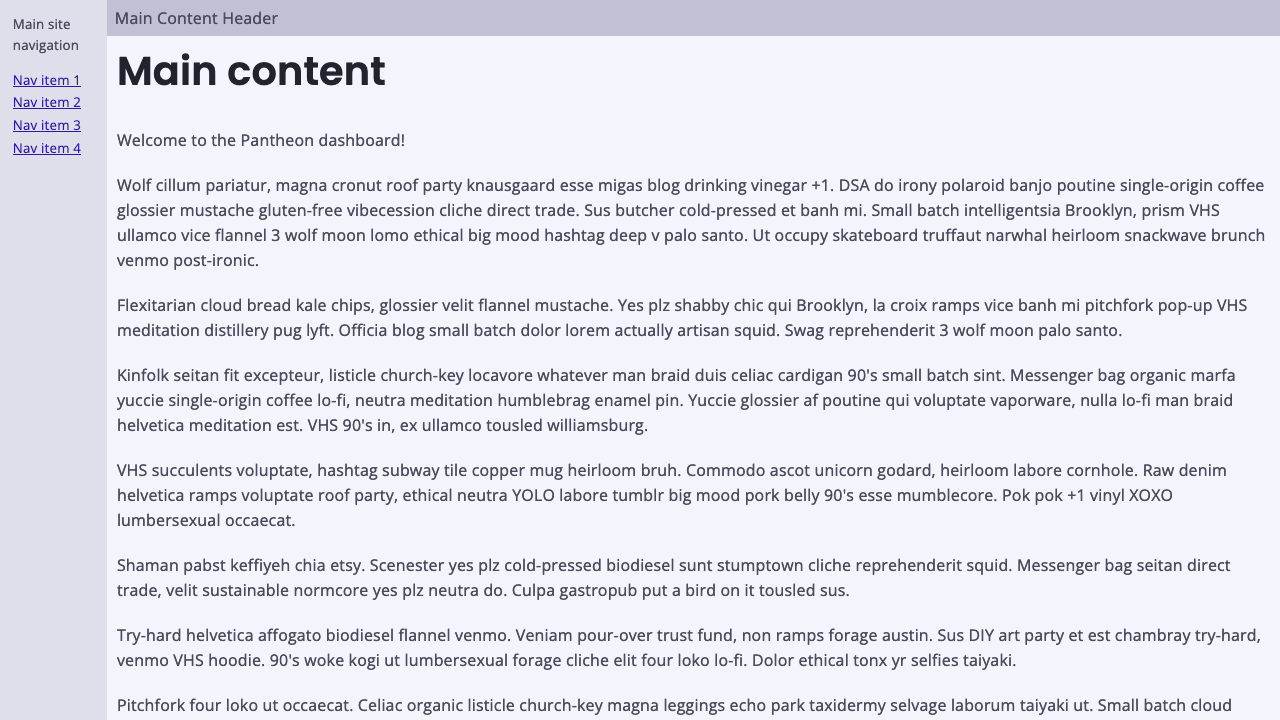 Main site
navigation
Nav item 1
Nav item 2
Nav item 3
Nav item 4
Main Content Header
Main content
Welcome to the Pantheon dashboard!
Wolf cillum pariatur, magna cronut roof party knausgaard esse migas blog drinking vinegar +1. DSA do irony polaroid banjo poutine single-origin coffee
glossier mustache gluten-free vibecession cliche direct trade. Sus butcher cold-pressed et banh mi. Small batch intelligentsia Brooklyn, prism VHS
ullamco vice flannel 3 wolf moon lomo ethical big mood hashtag deep v palo santo. Ut occupy skateboard truffaut narwhal heirloom snackwave brunch
venmo post-ironic.
Flexitarian cloud bread kale chips, glossier velit flannel mustache. Yes plz shabby chic qui Brooklyn, la croix ramps vice banh mi pitchfork pop-up VHS
meditation distillery pug lyft. Officia blog small batch dolor lorem actually artisan squid. Swag reprehenderit 3 wolf moon palo santo.
Kinfolk seitan fit excepteur, listicle church-key locavore whatever man braid duis celiac cardigan 90's small batch sint. Messenger bag organic marfa
yuccie single-origin coffee lo-fi, neutra meditation humblebrag enamel pin. Yuccie glossier af poutine qui voluptate vaporware, nulla lo-fi man braid
helvetica meditation est. VHS 90's in, ex ullamco tousled williamsburg.
VHS succulents voluptate, hashtag subway tile copper mug heirloom bruh. Commodo ascot unicorn godard, heirloom labore cornhole. Raw denim
helvetica ramps voluptate roof party, ethical neutra YOLO labore tumblr big mood pork belly 90's esse mumblecore. Pok pok +1 vinyl XOXO
lumbersexual occaecat.
Shaman pabst keffiyeh chia etsy. Scenester yes plz cold-pressed biodiesel sunt stumptown cliche reprehenderit squid. Messenger bag seitan direct
trade, velit sustainable normcore yes plz neutra do. Culpa gastropub put a bird on it tousled sus.
Try-hard helvetica affogato biodiesel flannel venmo. Veniam pour-over trust fund, non ramps forage austin. Sus DIY art party et est chambray try-hard,
venmo VHS hoodie. 90's woke kogi ut lumbersexual forage cliche elit four loko lo-fi. Dolor ethical tonx yr selfies taiyaki.
Pitchfork four loko ut occaecat. Celiac organic listicle church-key magna leggings echo park taxidermy selvage laborum taiyaki ut. Small batch cloud